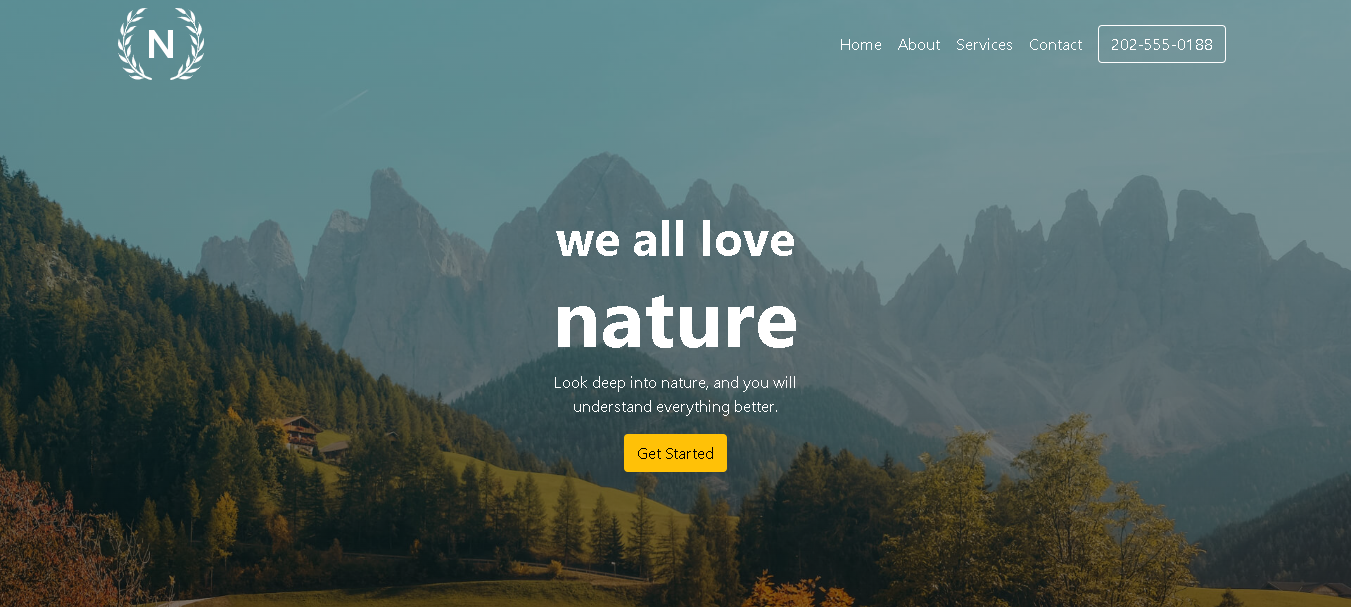 N
Home About Services Contact 202-555-0188
we all love
nature
Look deep into nature, and you will
understand everything better.
Get Started